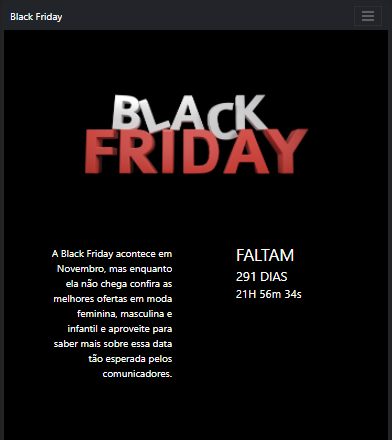 Black Friday
BLACK
FRIDAY
A Black Friday acontece em
Novembro, mas enquanto
ela não chega confira as
melhores ofertas em moda
feminina, masculina e
infantil e aproveite para
saber mais sobre essa data
tão esperada pelos
comunicadores.
FALTAM
291 DIAS
21H 56m 34s